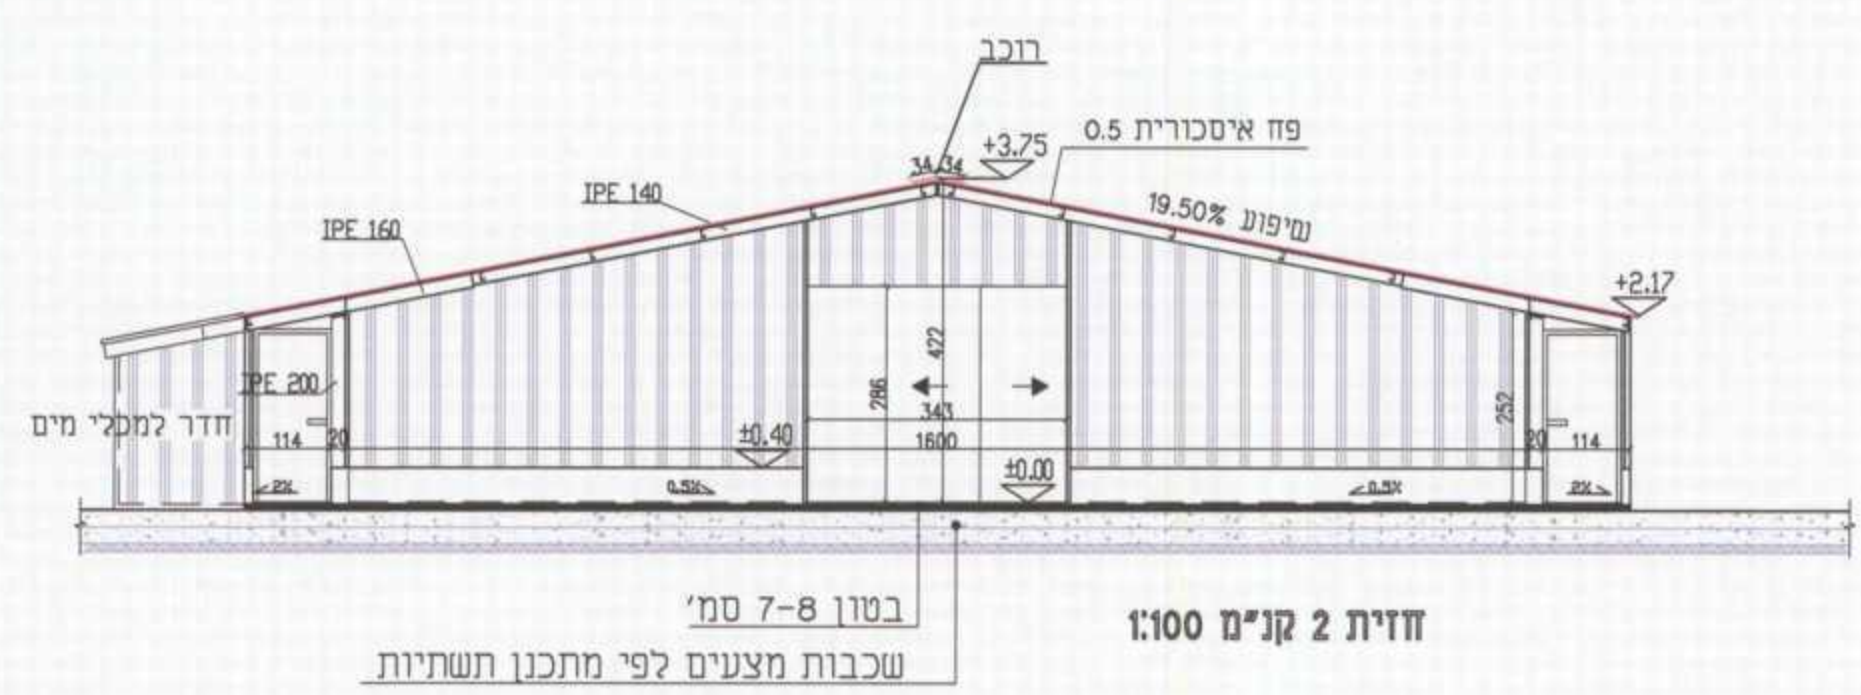 רוכב
פח איסכורית 0.5
+3.75
34 34
IPE 140
שיפוע 19.50%
IPE 160
+2.17
422
IPE 200
286
343
252
חדר למכלי מים
114
20
±0.40
1600
20
114
±0.00
2%
0.5%
0.5%
2%
בטון 7-8 סמ'
חזית 2 קנ"מ 1:100
שכבות מצעים לפי מתכנן תשתיות